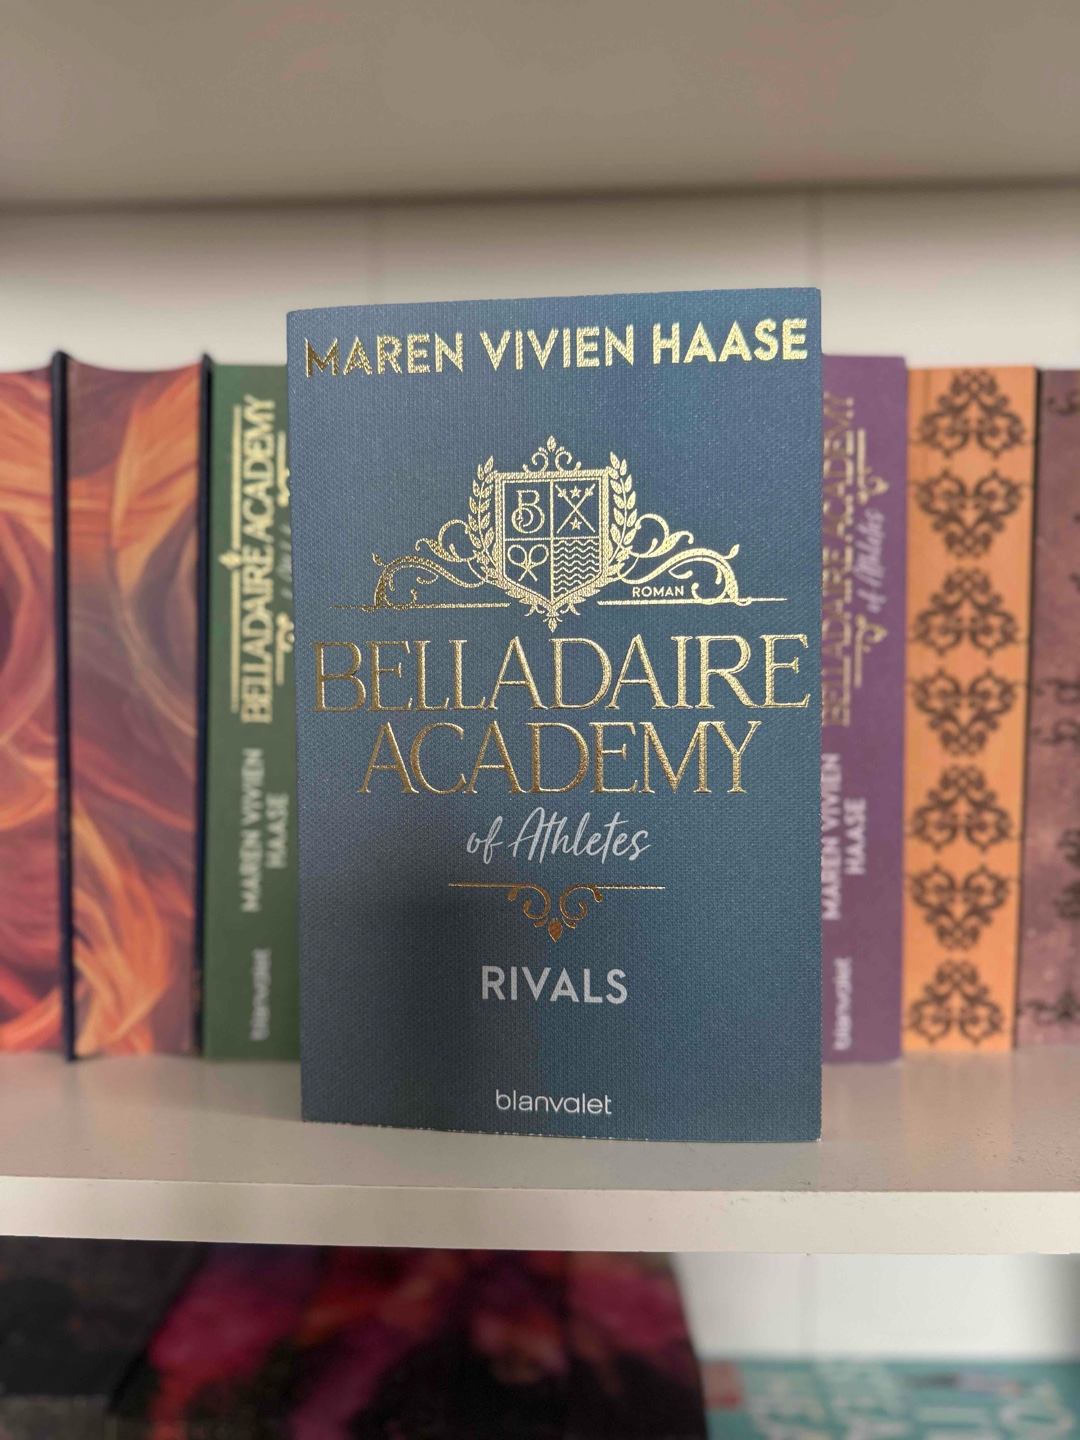 MAREN VIVIEN HAASE
B
ROMAN
BELLADAIRE
ACADEMY
of Athletes
RIVALS
blanvalet
BELLADAIRE ACADEMY
MAREN VIVIEN
HAASE
blanvalet
BELLADAIRE ACADEMY
of Athletes
MAREN VIVIEN
HAASE
blanvalet